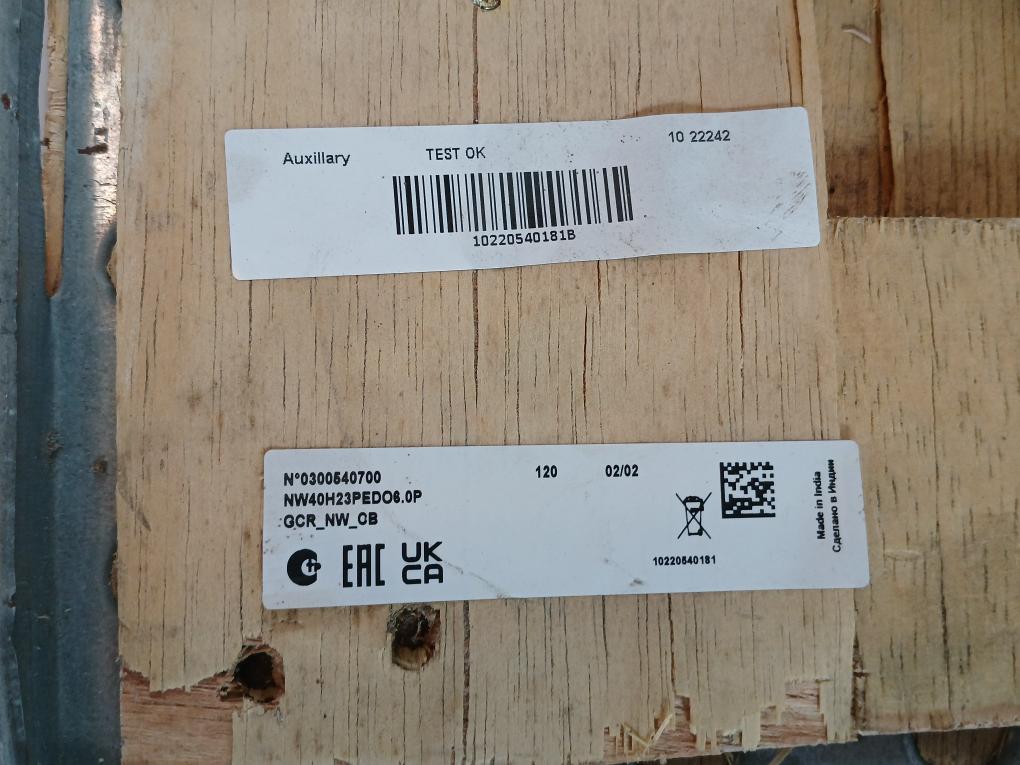 Auxillary TEST OK 10 22242
10220540181B
N°0300540700 120 02/02
NW40H23PEDO6.0P
GCR_NW_CB
EAC UK
CA
10220540181
Made in India
Сделано в Индии